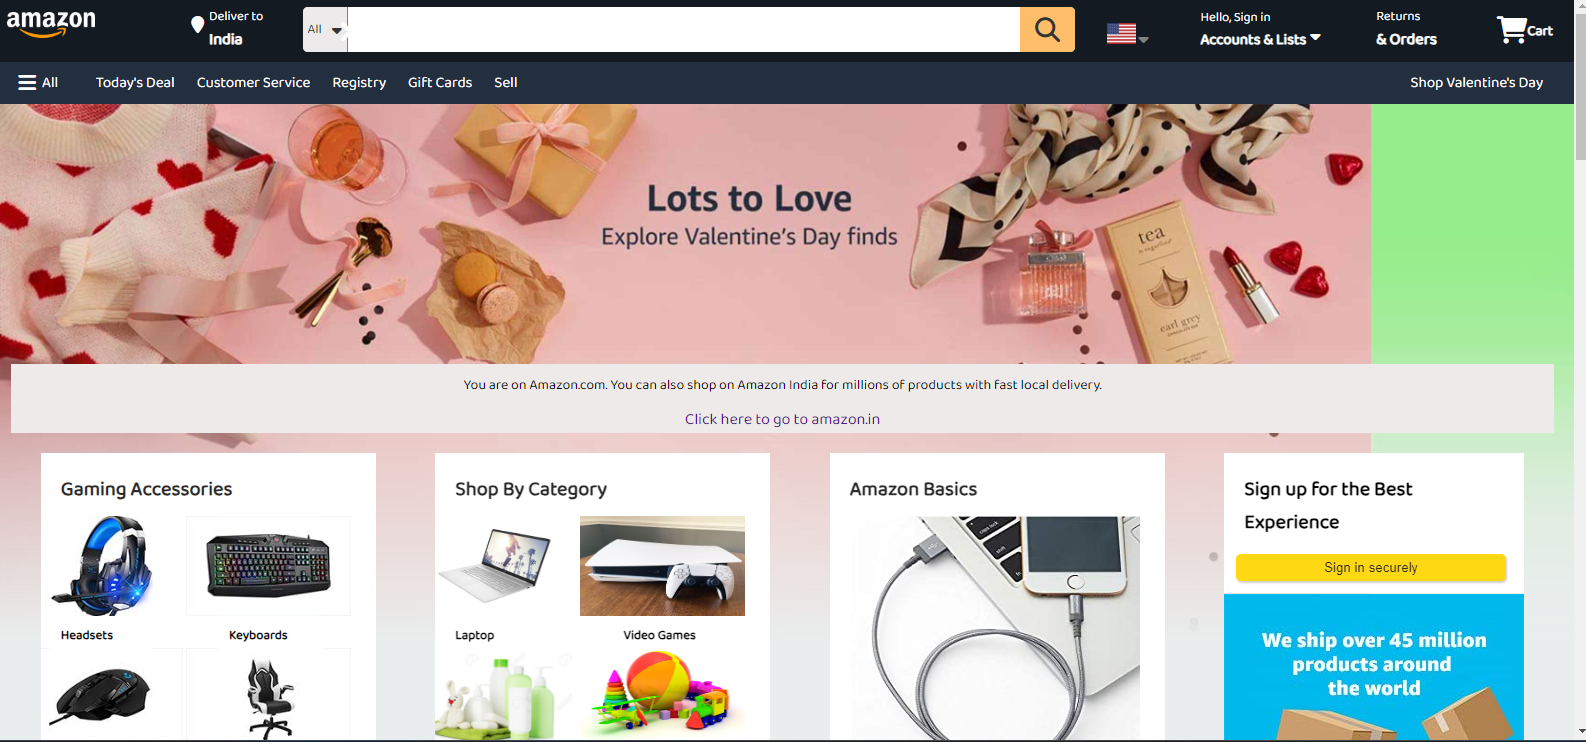 amazon
Deliver to
India
All
Hello, Sign in
Accounts & Lists
Returns
& Orders
Cart
All
Today's Deal
Customer Service
Registry
Gift Cards
Sell
Shop Valentine's Day
Lots to Love
Explore Valentine's Day finds
tea
earl grey
You are on Amazon.com. You can also shop on Amazon India for millions of products with fast local delivery.
Click here to go to amazon.in
Gaming Accessories
Headsets
Keyboards
Shop By Category
Laptop
Video Games
Amazon Basics
caps lock
shift
Sign up for the Best
Experience
Sign in securely
We ship over 45 million
products around
the world